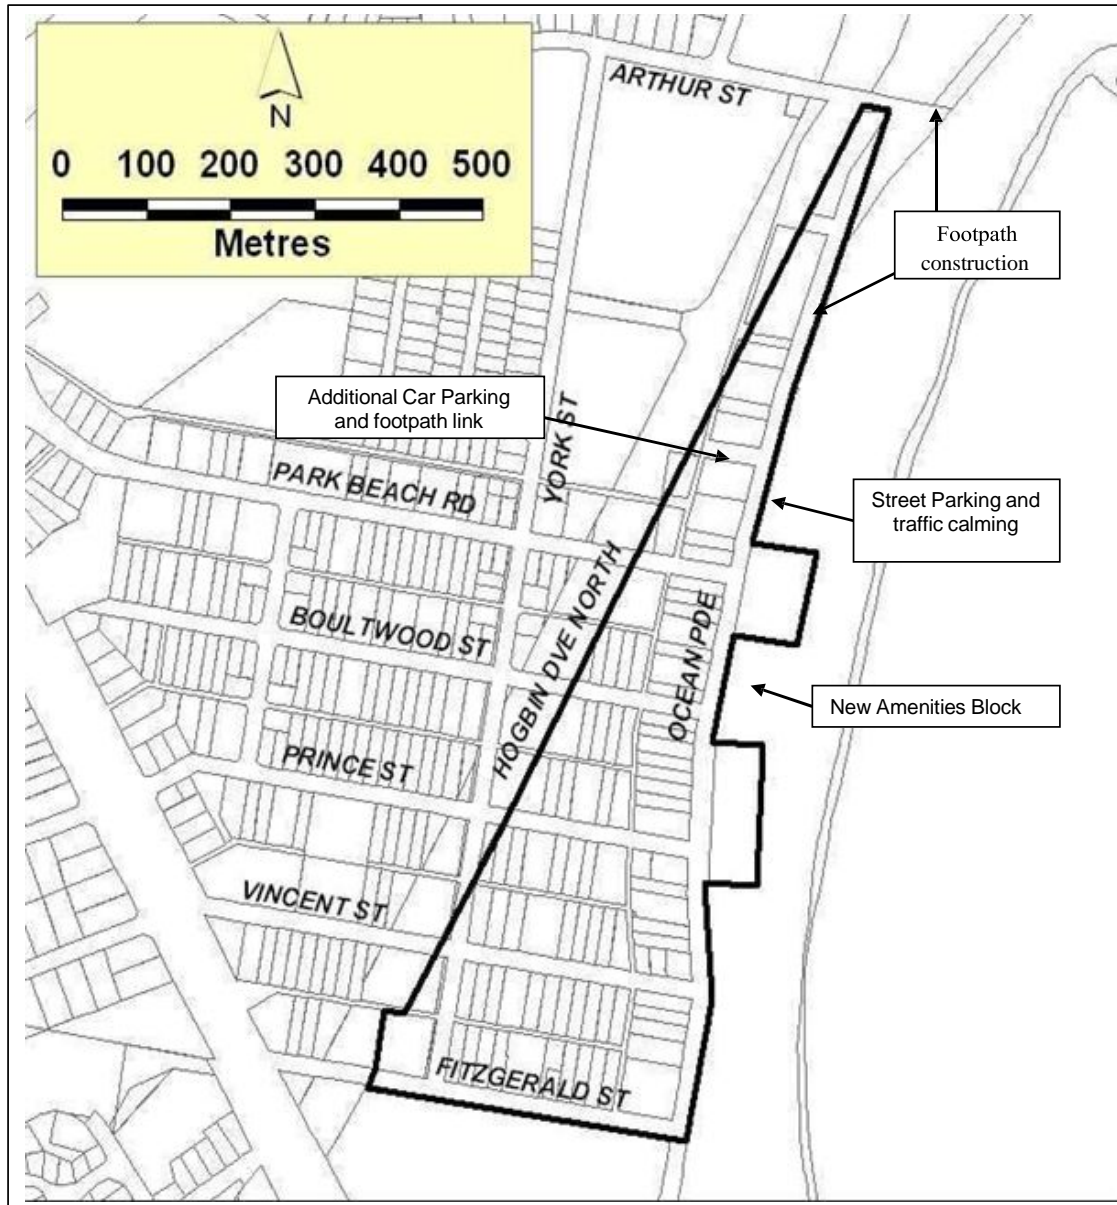 ARTHUR ST
N
0 100 200 300 400 500
Metres
Footpath
construction
Additional Car Parking
and footpath link
YORK ST
PARK BEACH RD
Street Parking and
traffic calming
HOGBIN DVE NORTH
BOULTWOOD ST
OCEAN PDE
New Amenities Block
PRINCE ST
VINCENT ST
FITZGERALD ST